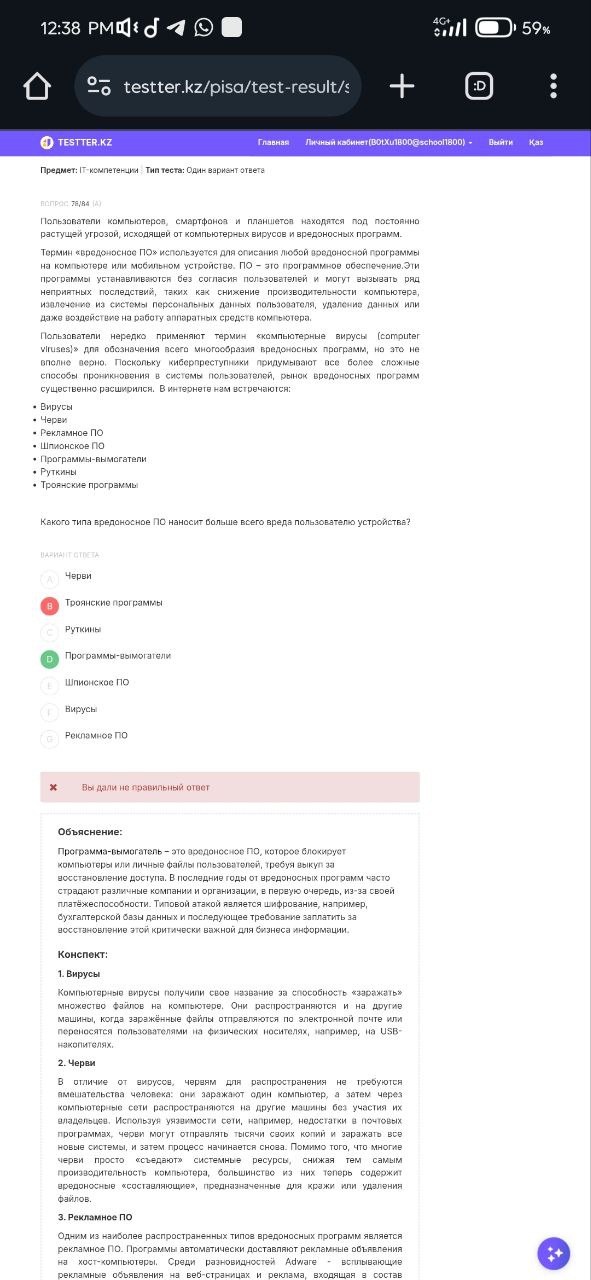 12:38 PM
4G+
59%
testter.kz/pisa/test-result/s
:D
TESTTER.KZ
Главная Личный кабинет(B0tXu1800@school1800) Выйти Қаз
Предмет: IT-компетенции | Тип теста: Один вариант ответа
ВОПРОС 76/84 (A)
Пользователи компьютеров, смартфонов и планшетов находятся под постоянно
растущей угрозой, исходящей от компьютерных вирусов и вредоносных программ.
Термин «вредоносное ПО» используется для описания любой вредоносной программы
на компьютере или мобильном устройстве. ПО – это программное обеспечение.Эти
программы устанавливаются без согласия пользователей и могут вызывать ряд
неприятных последствий, таких как снижение производительности компьютера,
извлечение из системы персональных данных пользователя, удаление данных или
даже воздействие на работу аппаратных средств компьютера.
Пользователи нередко применяют термин «компьютерные вирусы (computer
viruses)» для обозначения всего многообразия вредоносных программ, но это не
вполне верно. Поскольку киберпреступники придумывают все более сложные
способы проникновения в системы пользователей, рынок вредоносных программ
существенно расширился. В интернете нам встречаются:
• Вирусы
• Черви
• Рекламное ПО
• Шпионское ПО
• Программы-вымогатели
• Руткины
• Троянские программы
Какого типа вредоносное ПО наносит больше всего вреда пользователю устройства?
ВАРИАНТ ОТВЕТА
A Черви
B Троянские программы
C Руткины
D Программы-вымогатели
E Шпионское ПО
F Вирусы
G Рекламное ПО
Вы дали не правильный ответ
Объяснение:
Программа-вымогатель – это вредоносное ПО, которое блокирует
компьютеры или личные файлы пользователей, требуя выкуп за
восстановление доступа. В последние годы от вредоносных программ часто
страдают различные компании и организации, в первую очередь, из-за своей
платёжеспособности. Типовой атакой является шифрование, например,
бухгалтерской базы данных и последующее требование заплатить за
восстановление этой критически важной для бизнеса информации.
Конспект:
1. Вирусы
Компьютерные вирусы получили свое название за способность «заражать»
множество файлов на компьютере. Они распространяются и на другие
машины, когда заражённые файлы отправляются по электронной почте или
переносятся пользователями на физических носителях, например, на USB-
накопителях.
2. Черви
В отличие от вирусов, червям для распространения не требуются
вмешательства человека: они заражают один компьютер, а затем через
компьютерные сети распространяются на другие машины без участия их
владельцев. Используя уязвимости сети, например, недостатки в почтовых
программах, черви могут отправлять тысячи своих копий и заражать все
новые системы, и затем процесс начинается снова. Помимо того, что многие
черви просто «съедают» системные ресурсы, снижая тем самым
производительность компьютера, большинство из них теперь содержит
вредоносные «составляющие», предназначенные для кражи или удаления
файлов.
3. Рекламное ПО
Одним из наиболее распространенных типов вредоносных программ является
рекламное ПО. Программы автоматически доставляют рекламные объявления
на хост-компьютеры. Среди разновидностей Adware - всплывающие
рекламные объявления на веб-страницах и реклама, входящая в состав